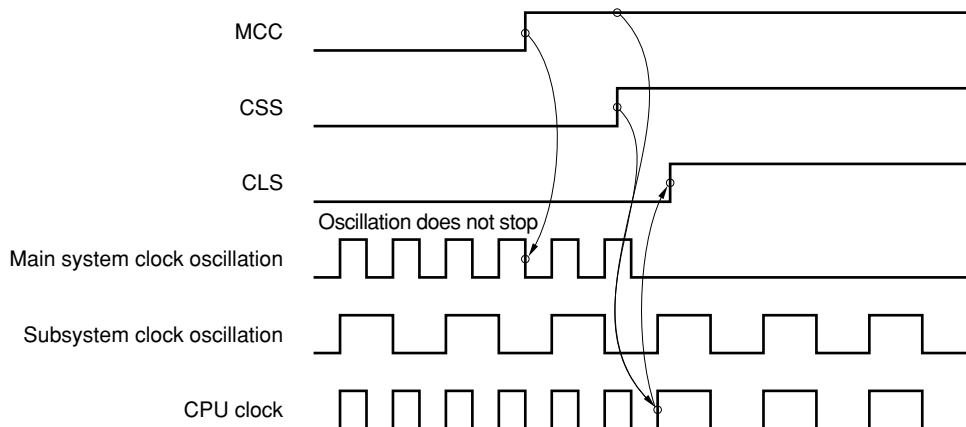 MCC
CSS
CLS
Oscillation does not stop
Main system clock oscillation
Subsystem clock oscillation
CPU clock